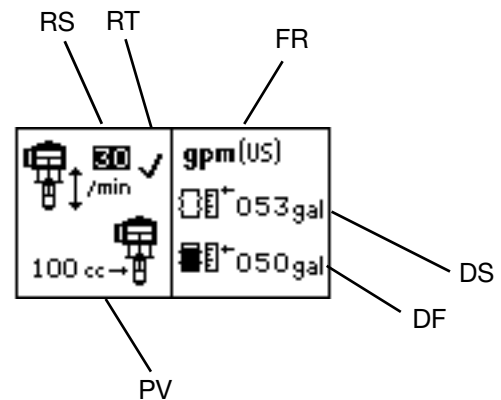 RS RT
FR
30
/min
gpm(US)
053gal
100 cc
050gal
DS
DF
PV